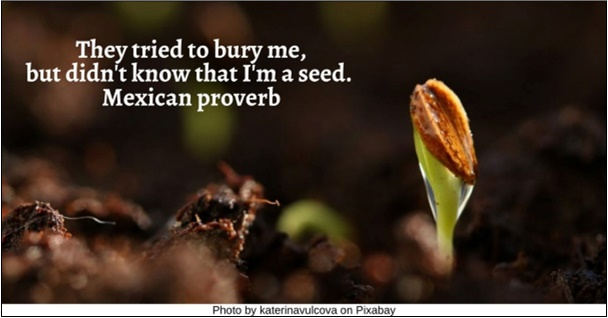 They tried to bury me,
but didn't know that I'm a seed.
Mexican proverb
Photo by katerinavulcova on Pixabay